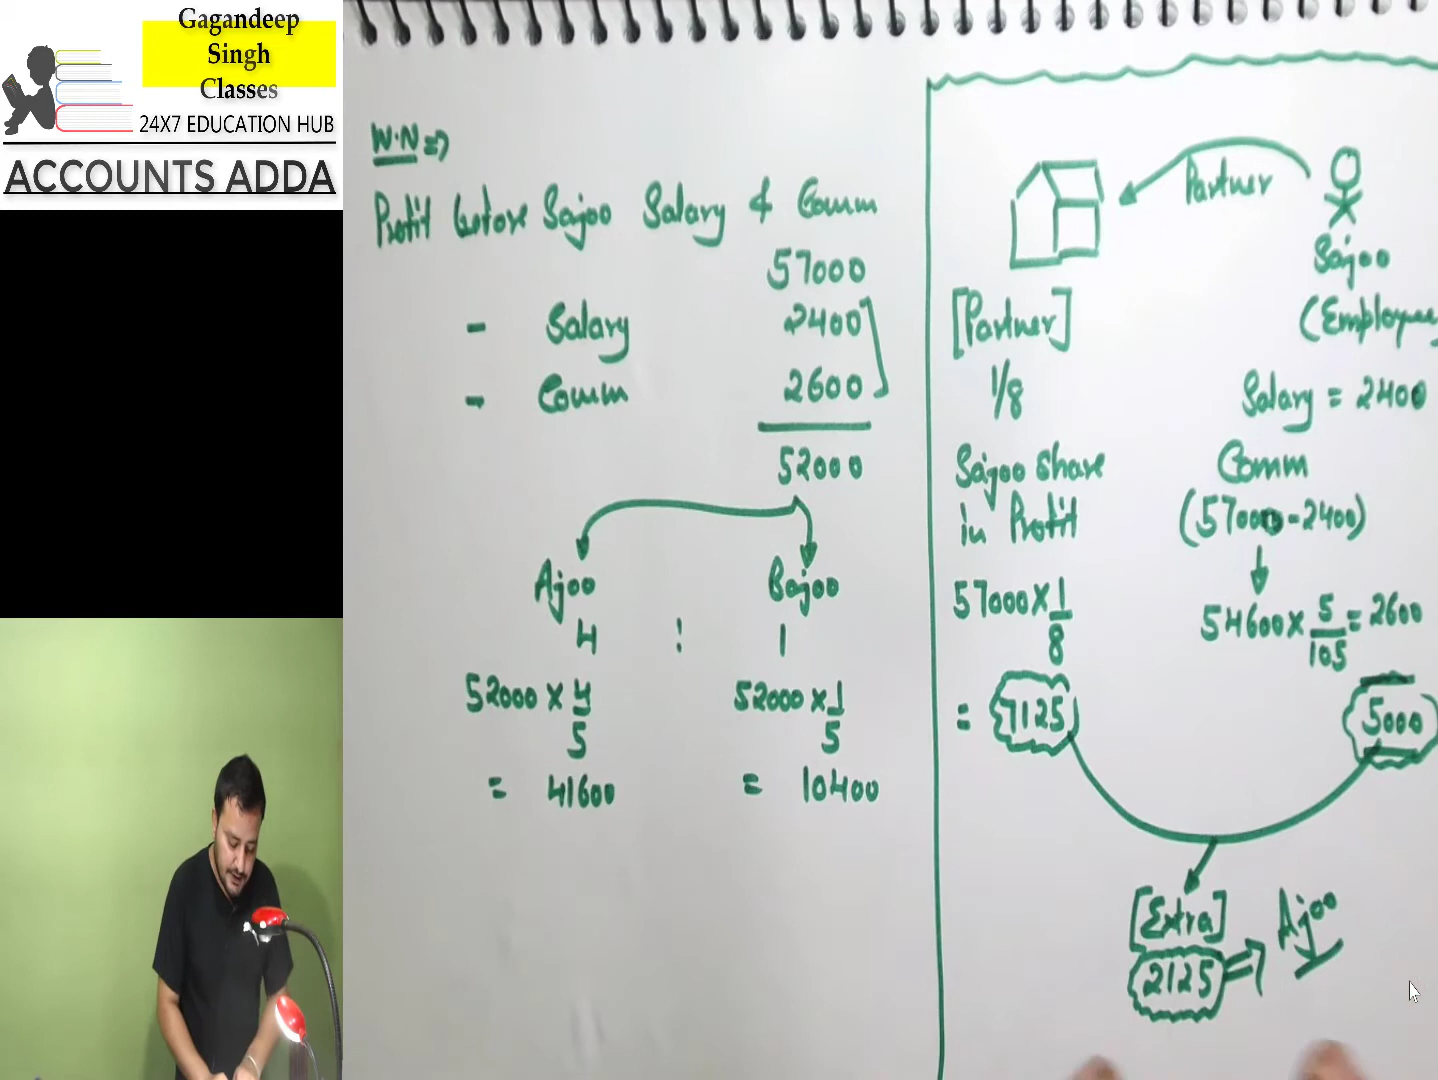 Gagandeep
Singh
Classes
24X7 EDUCATION HUB
ACCOUNTS ADDA
W.N ⇒
Profit before Sajoo Salary & Comm
57000
- Salary 2400
- Comm 2600
52000
Ajoo Bajoo
4 : 1
52000 × 4/5 52000 × 1/5
= 41600 = 10400
Partner
Sajoo
[Partner] (Employee
1/8 Salary = 2400
Sajoo Share Comm
in Profit (57000-2400)
57000 × 1/8 54600 × 5/105 = 2600
= 7125 5000
[Extra] Ajoo
2125 ⇒